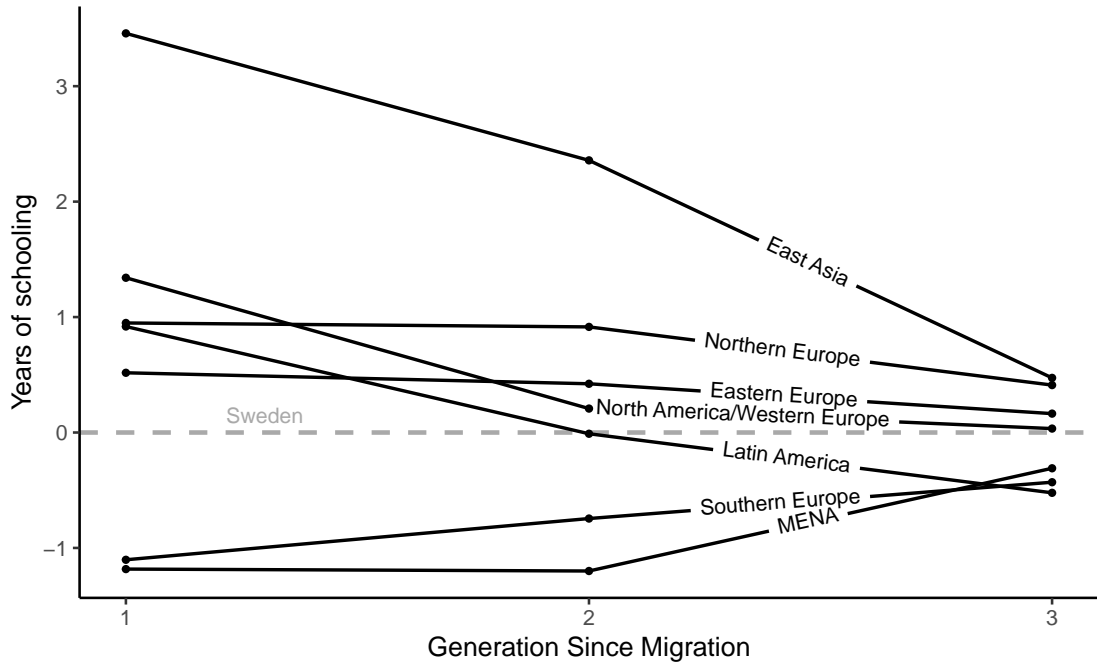 3
2
1
0
−1
Years of schooling
East Asia
Northern Europe
Eastern Europe
North America/Western Europe
Sweden
Latin America
Southern Europe
MENA
1
2
3
Generation Since Migration